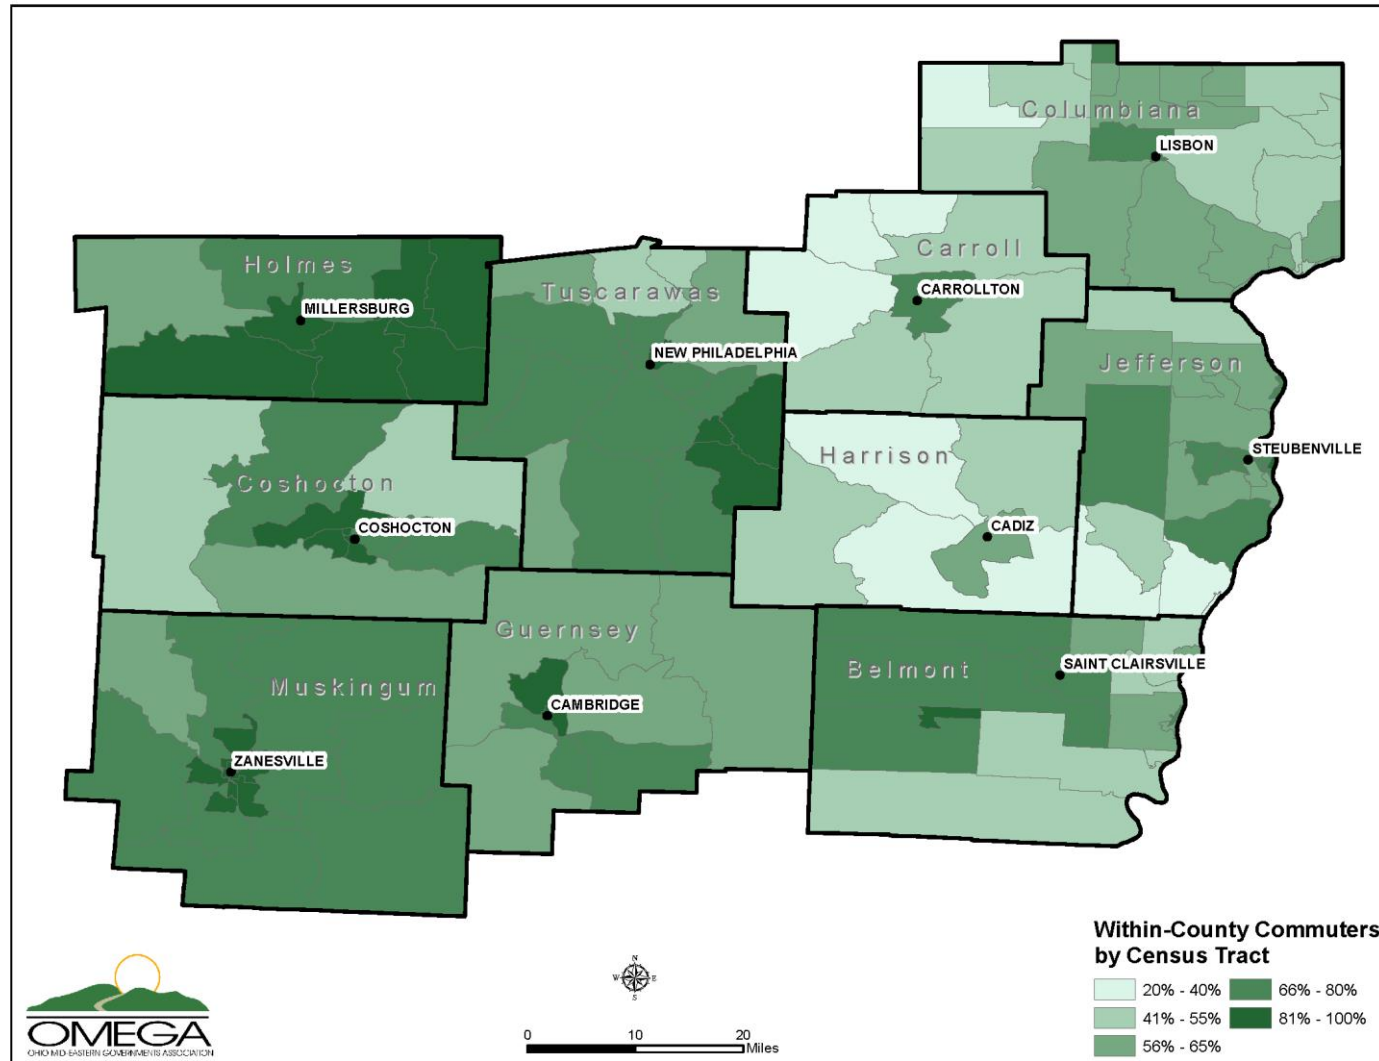 Columbiana
LISBON
Carroll
CARROLLTON
Holmes
MILLERSBURG
Tuscarawas
NEW PHILADELPHIA
Jefferson
STEUBENVILLE
Harrison
CADIZ
Coshocton
COSHOCTON
Guernsey
CAMBRIDGE
Belmont
SAINT CLAIRSVILLE
Muskingum
ZANESVILLE
Within-County Commuters
by Census Tract
20% - 40%
66% - 80%
41% - 55%
81% - 100%
56% - 65%
N
W
E
S
0
10
20
Miles
OMEGA
OHIO MID-EASTERN GOVERNMENTS ASSOCIATION